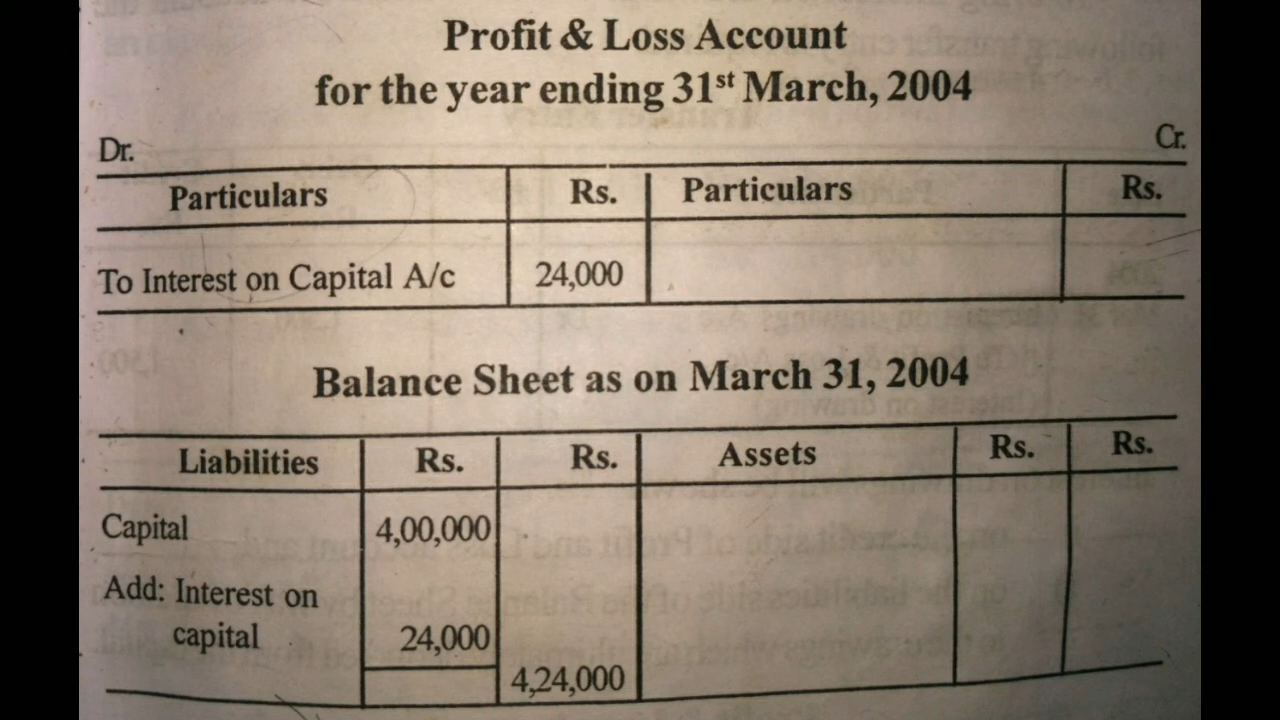 Profit & Loss Account
for the year ending 31st March, 2004
Dr. Cr.
Particulars Rs. Particulars Rs.
To Interest on Capital A/c 24,000
Balance Sheet as on March 31, 2004
Liabilities Rs. Rs. Assets Rs. Rs.
Capital 4,00,000
Add: Interest on
capital 24,000
4,24,000